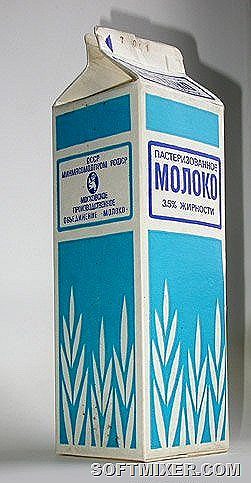 СССР
МИНМЯСОМОЛПРОМ РСФСР
МОСКОВСКОЕ
ПРОИЗВОДСТВЕННОЕ
ОБЪЕДИНЕНИЕ «МОЛОКО»
ПАСТЕРИЗОВАННОЕ
МОЛОКО
3.5% ЖИРНОСТИ
SOFTMIXER.COM